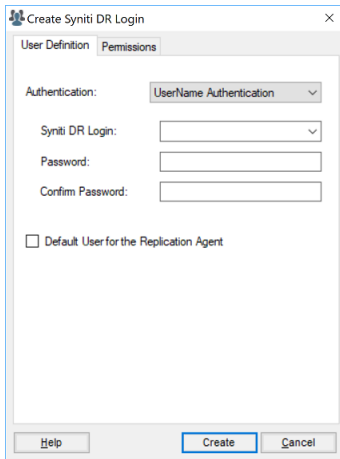 Create Syniti DR Login
User Definition Permissions
Authentication: UserName Authentication
Syniti DR Login:
Password:
Confirm Password:
Default User for the Replication Agent
Help Create Cancel